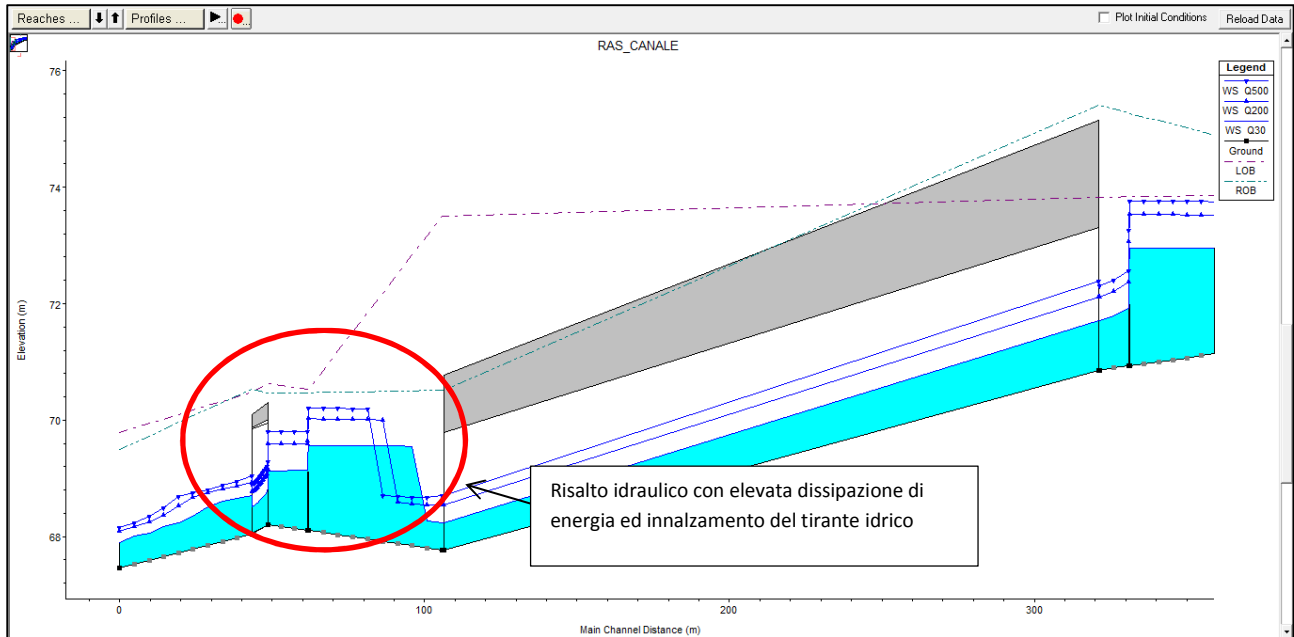 Reaches ... Profiles ... Plot Initial Conditions Reload Data
RAS_CANALE
Legend
WS Q500
WS Q200
WS Q30
Ground
LOB
ROB
76
74
72
70
68
Elevation (m)
Risalto idraulico con elevata dissipazione di
energia ed innalzamento del tirante idrico
0 100 200 300
Main Channel Distance (m)